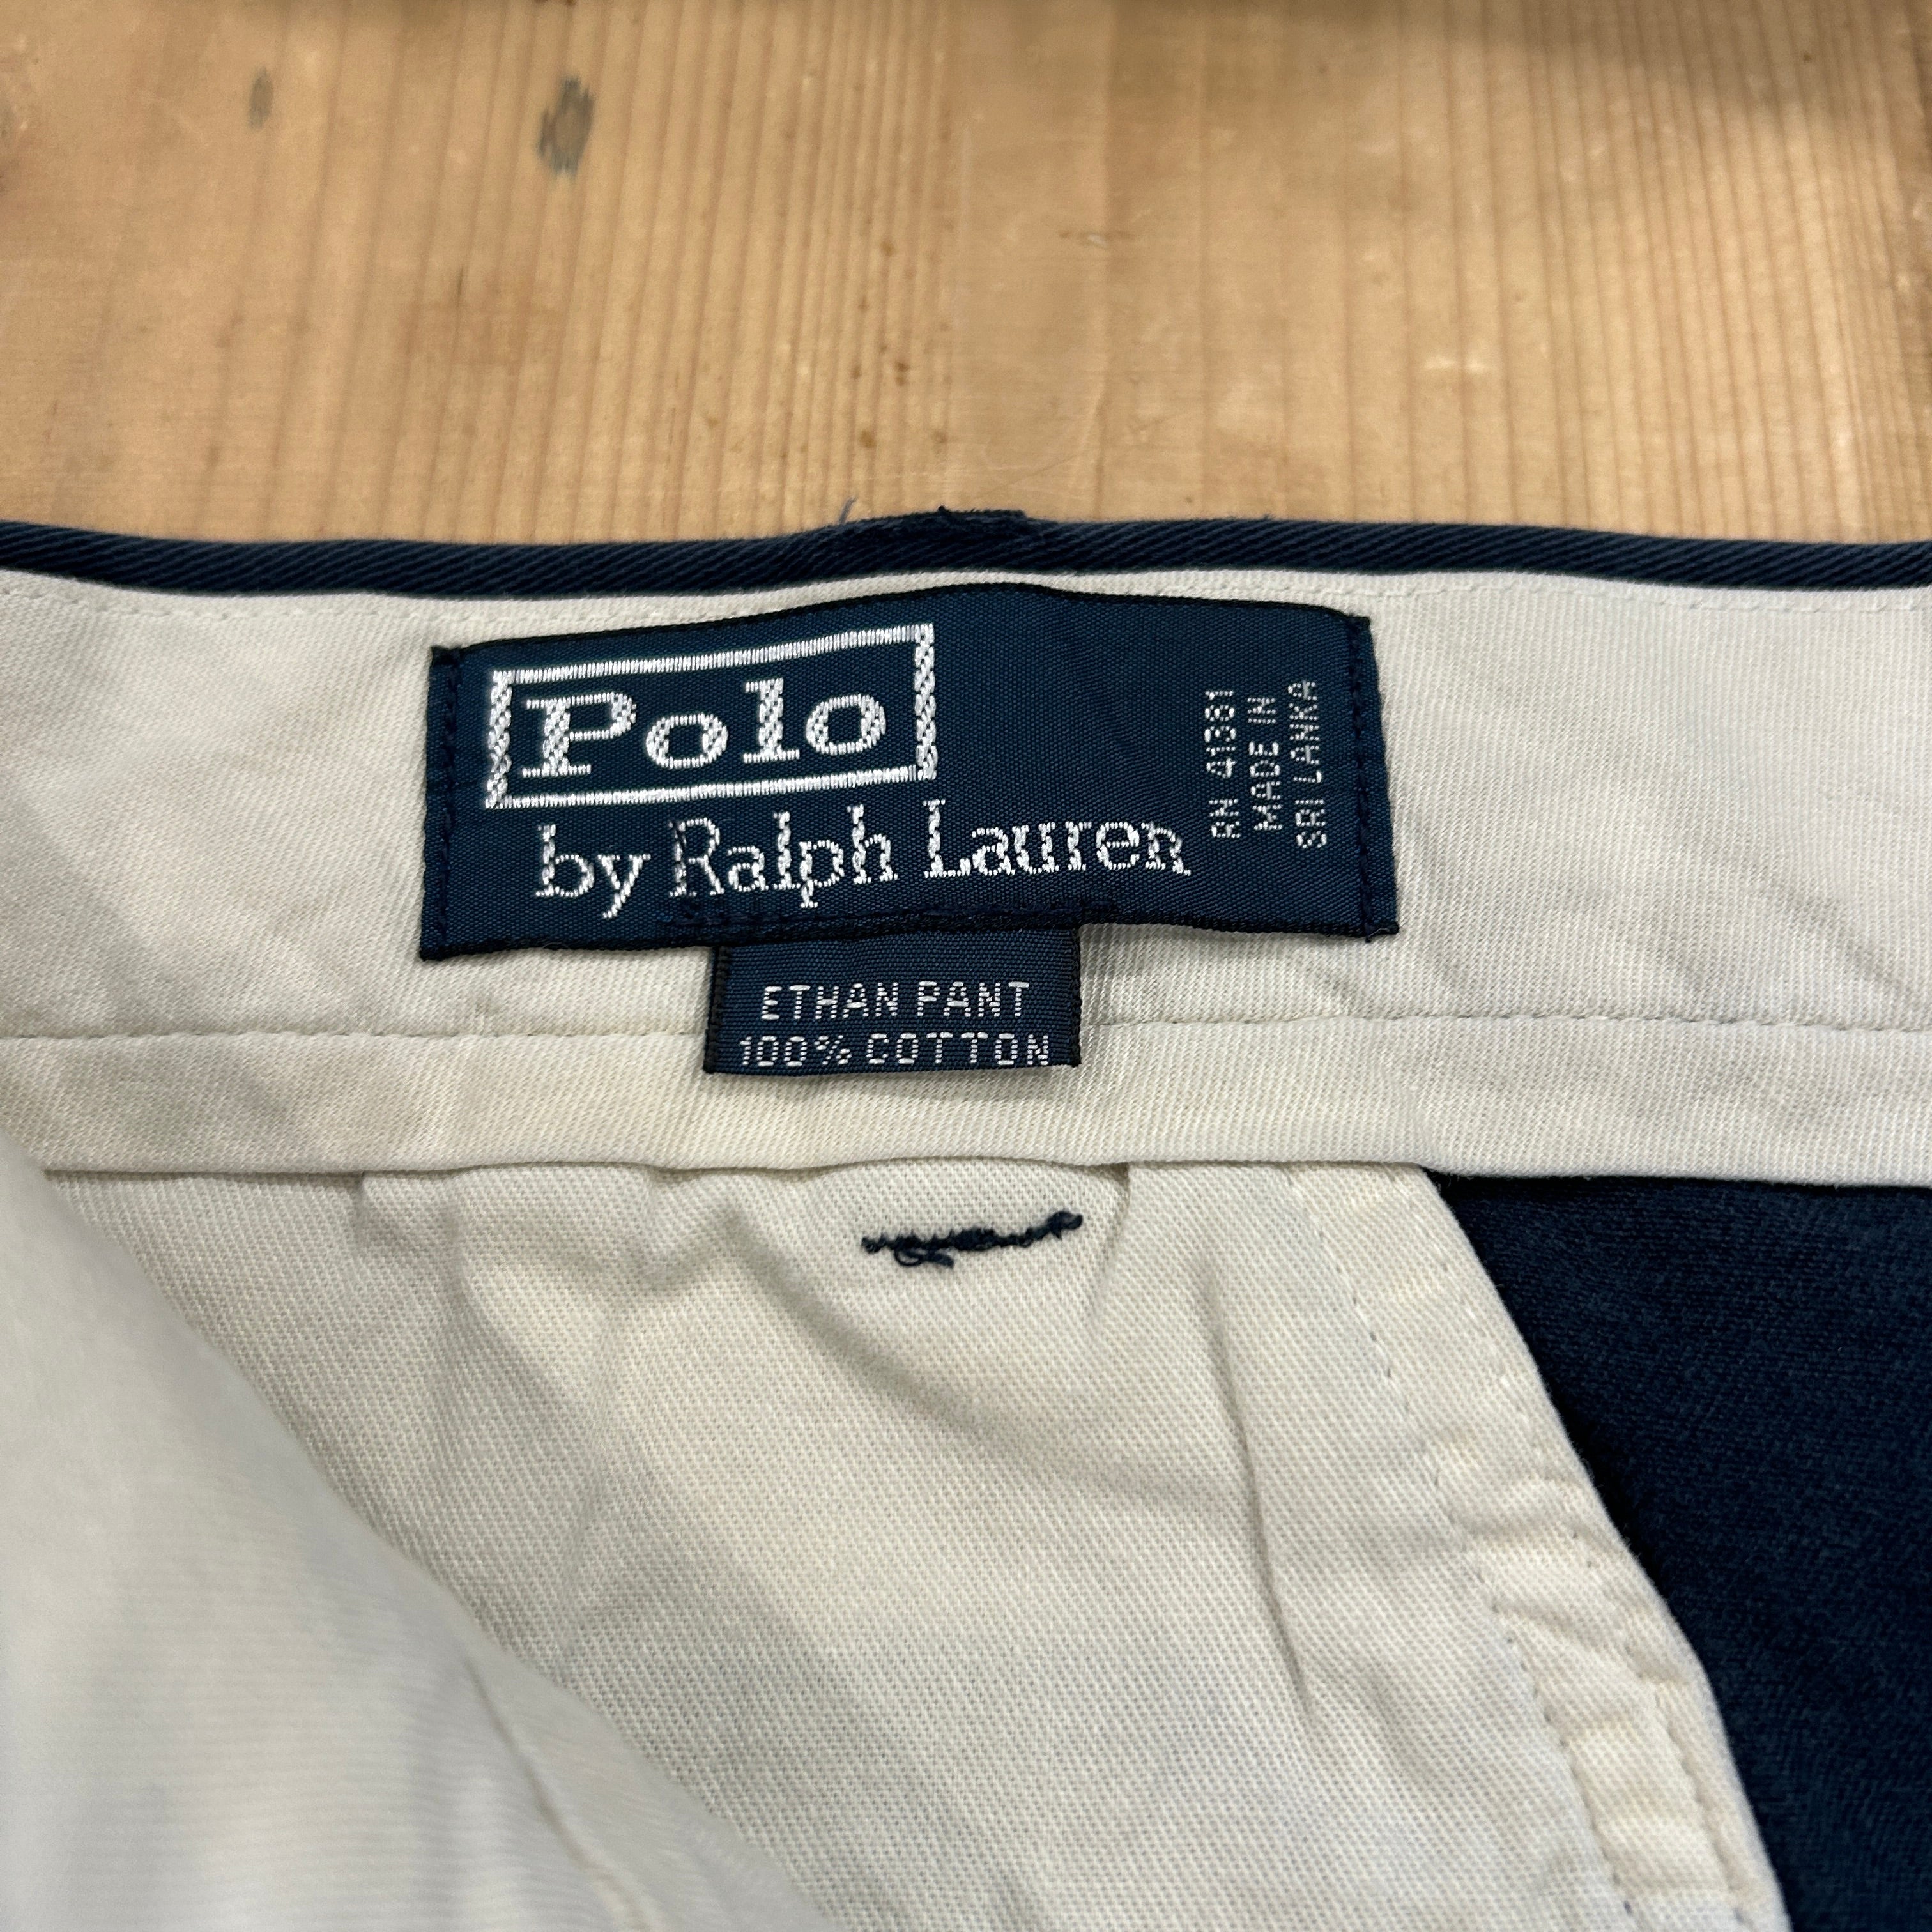 Polo
by Ralph Lauren
RN 41381
MADE IN
SRI LANKA
ETHAN PANT
100% COTTON